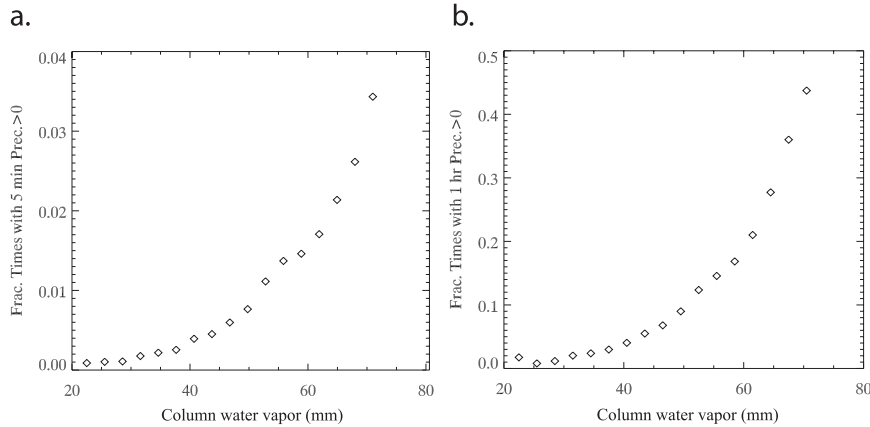 a.
Frac. Times with 5 min Prec.>0
0.04
0.03
0.02
0.01
0.00
20 40 60 80
Column water vapor (mm)
b.
Frac. Times with 1 hr Prec.>0
0.5
0.4
0.3
0.2
0.1
0.0
20 40 60 80
Column water vapor (mm)